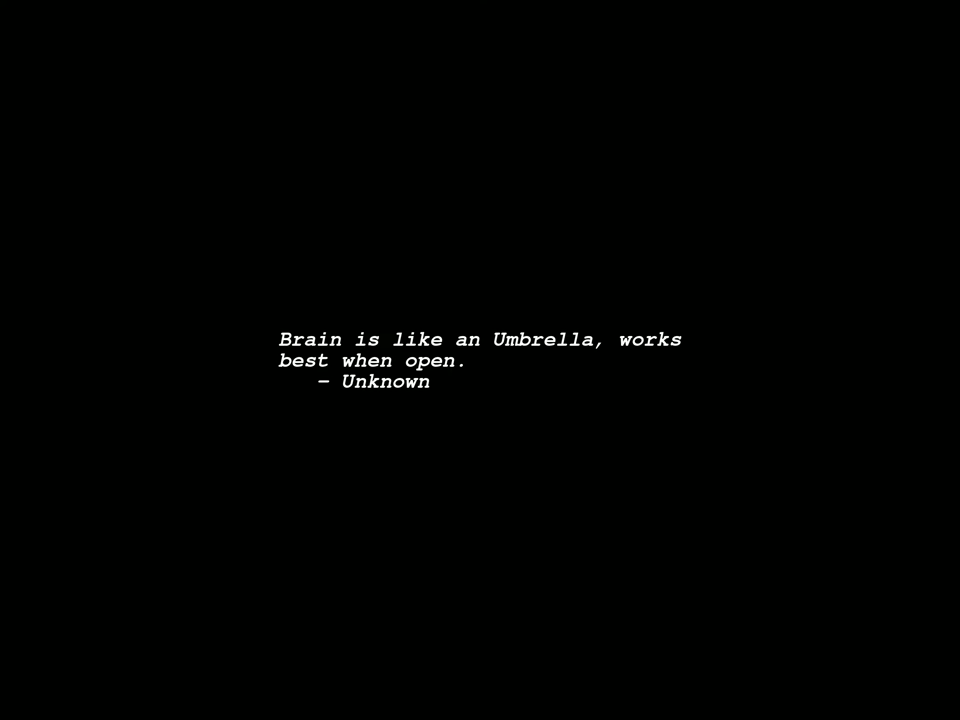 Brain is like an Umbrella, works
best when open.
– Unknown